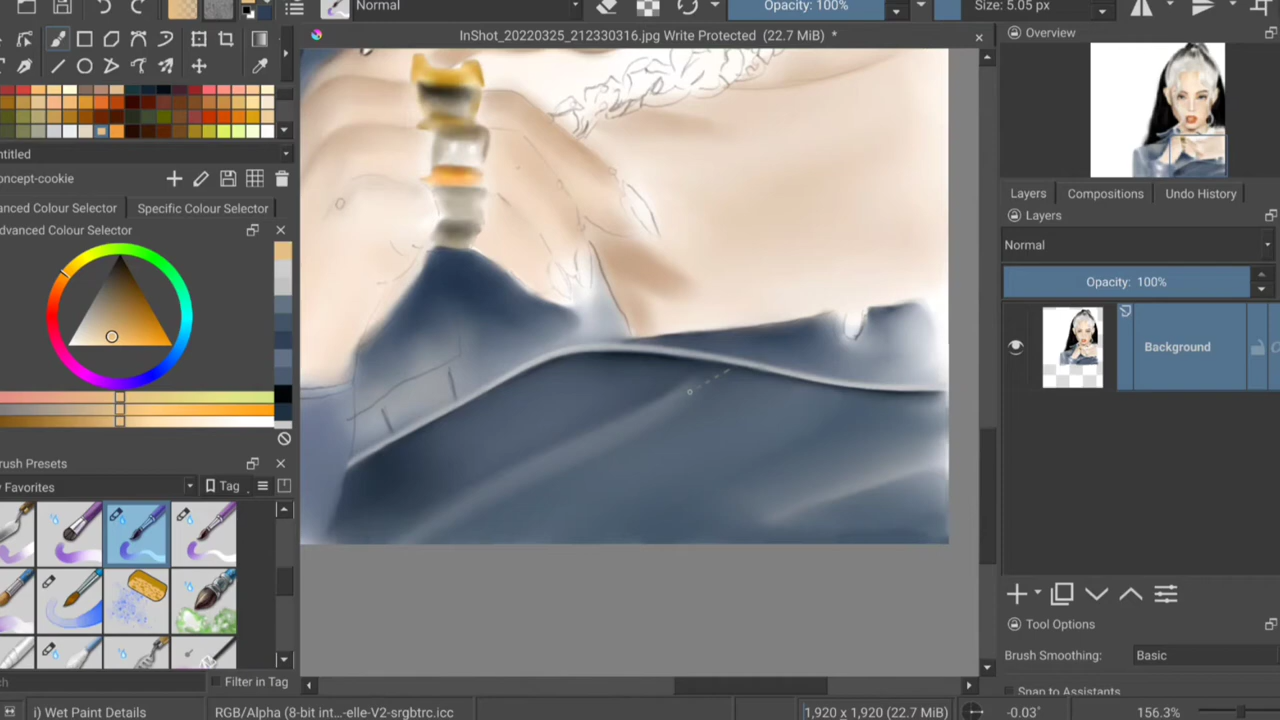 Normal
Opacity: 100%
Size: 5.05 px
InShot_20220325_212330316.jpg Write Protected (22.7 MiB) *
Overview
ntitled
oncept-cookie
nced Colour Selector
Specific Colour Selector
dvanced Colour Selector
Layers
Compositions
Undo History
Layers
Normal
Opacity: 100%
Background
rush Presets
y Favorites
Tag
Tool Options
Brush Smoothing:
Basic
Snap to Assistants
ch
Filter in Tag
i) Wet Paint Details
RGB/Alpha (8-bit int...-elle-V2-srgbtrc.icc
1,920 x 1,920 (22.7 MiB)
-0.03°
156.3%